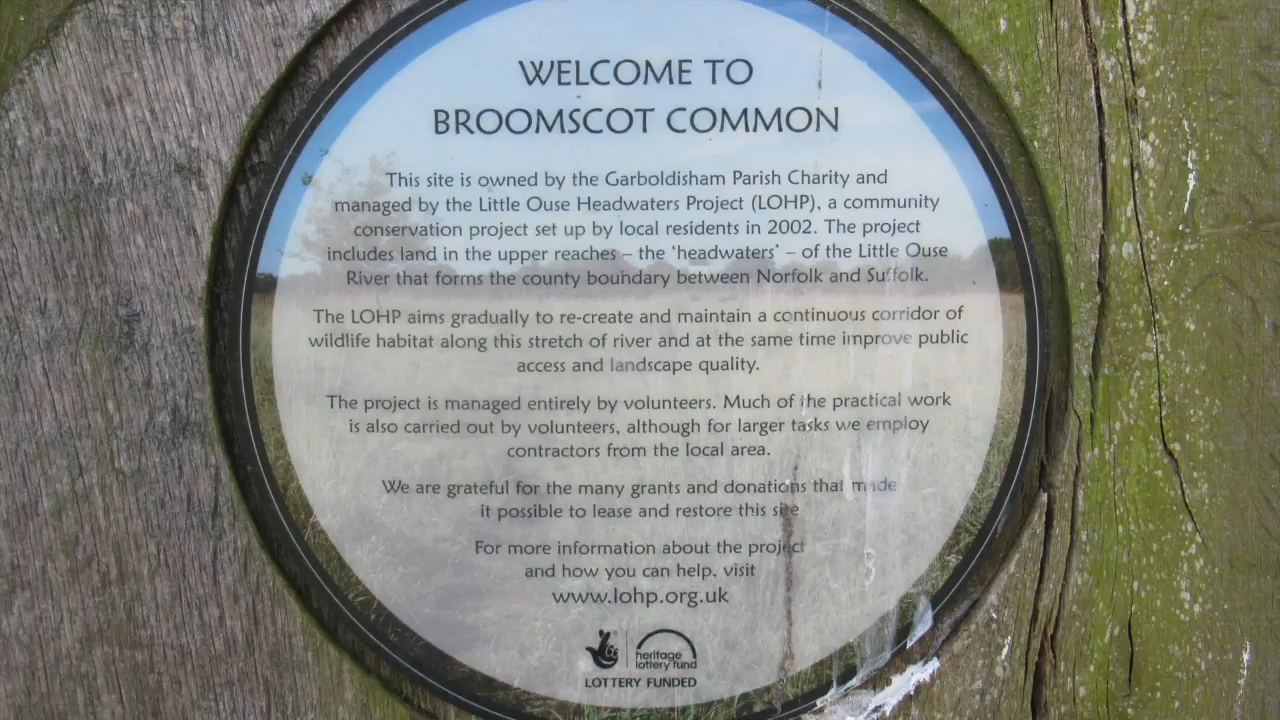 WELCOME TO
BROOMSCOT COMMON
This site is owned by the Garboldisham Parish Charity and
managed by the Little Ouse Headwaters Project (LOHP), a community
conservation project set up by local residents in 2002. The project
includes land in the upper reaches – the ‘headwaters’ – of the Little Ouse
River that forms the county boundary between Norfolk and Suffolk.
The LOHP aims gradually to re-create and maintain a continuous corridor of
wildlife habitat along this stretch of river and at the same time improve public
access and landscape quality.
The project is managed entirely by volunteers. Much of the practical work
is also carried out by volunteers, although for larger tasks we employ
contractors from the local area.
We are grateful for the many grants and donations that made
it possible to lease and restore this site
For more information about the project
and how you can help, visit
www.lohp.org.uk
heritage
lottery fund
LOTTERY FUNDED